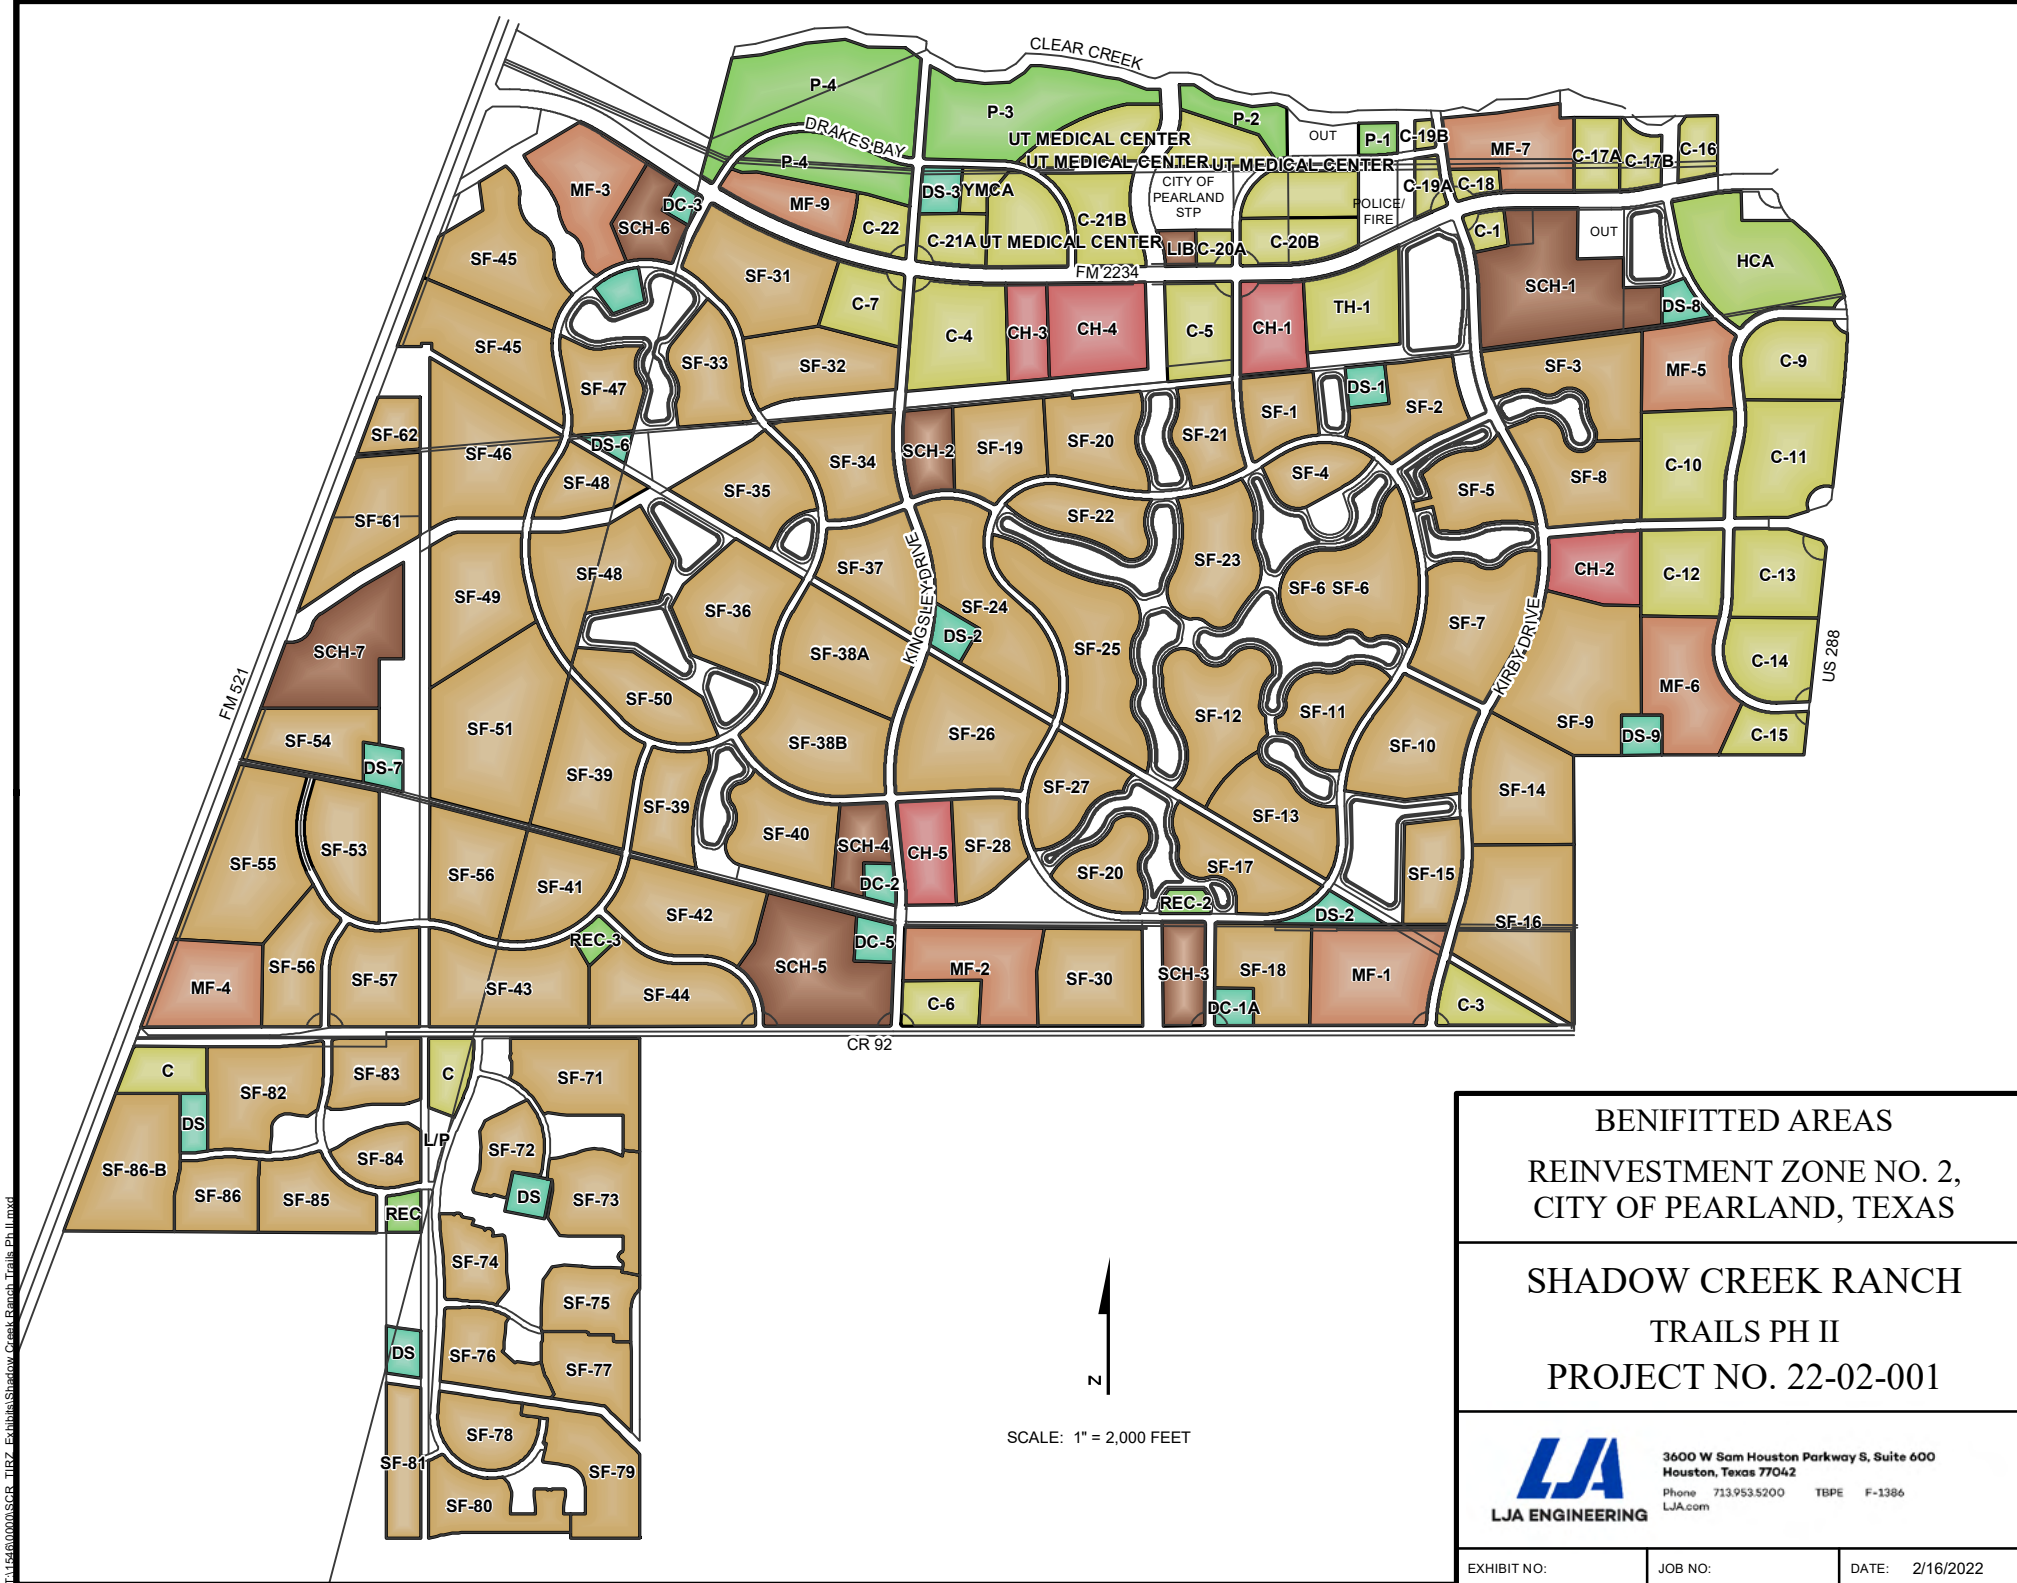 CLEAR CREEK
P-4
P-3
DRAKES BAY
P-2
OUT
P-1
C-19B
UT MEDICAL CENTER
UT MEDICAL CENTER
UT MEDICAL CENTER
MF-7
C-17A
C-17B
C-16
P-4
MF-3
DC-3
SCH-6
MF-9
DS-3
YMCA
CITY OF
PEARLAND
STP
C-19A
C-18
POLICE/
FIRE
C-22
C-21A
UT MEDICAL CENTER
C-21B
LIB
C-20A
C-20B
C-1
OUT
SF-45
SF-31
FM 2234
SCH-1
HCA
C-7
C-4
CH-3
CH-4
C-5
CH-1
TH-1
DS-8
SF-45
SF-47
SF-33
SF-32
SF-3
MF-5
C-9
DS-1
SF-1
SF-2
SF-62
SF-46
DS-6
SF-48
SF-35
SF-34
SCH-2
SF-19
SF-20
SF-21
SF-4
SF-5
SF-8
C-10
C-11
SF-61
SF-22
SF-49
SF-48
SF-36
SF-37
KINGSLEY DRIVE
SF-24
DS-2
SF-23
SF-6
SF-6
SF-7
CH-2
C-12
C-13
SCH-7
SF-38A
SF-25
KIRBY DRIVE
C-14
US 288
FM 521
SF-50
SF-51
MF-6
SF-54
DS-7
SF-39
SF-38B
SF-26
SF-12
SF-11
SF-10
SF-9
DS-9
C-15
SF-55
SF-53
SF-39
SF-40
SF-27
SF-13
SF-14
SCH-4
CH-5
SF-28
SF-56
SF-41
DC-2
SF-20
SF-17
SF-15
SF-42
REC-2
DS-2
SF-16
REC-3
DC-5
SCH-5
MF-4
SF-56
SF-57
SF-43
SF-44
MF-2
C-6
SF-30
SCH-3
SF-18
DC-1A
MF-1
C-3
CR 92
C
SF-82
SF-83
C
SF-71
DS
L/P
SF-86-B
SF-84
SF-72
SF-86
SF-85
REC
DS
SF-73
SF-74
SF-75
DS
SF-76
SF-77
SF-78
SF-81
SF-79
SF-80
N
SCALE: 1" = 2,000 FEET
T:\1546\0000\SCR_TIRZ_Exhibits\Shadow Creek Ranch Trails Ph II.mxd
BENIFITTED AREAS
REINVESTMENT ZONE NO. 2,
CITY OF PEARLAND, TEXAS
SHADOW CREEK RANCH
TRAILS PH II
PROJECT NO. 22-02-001
LJA
LJA ENGINEERING
3600 W Sam Houston Parkway S, Suite 600
Houston, Texas 77042
Phone 713.953.5200 TBPE F-1386
LJA.com
EXHIBIT NO:
JOB NO:
DATE: 2/16/2022